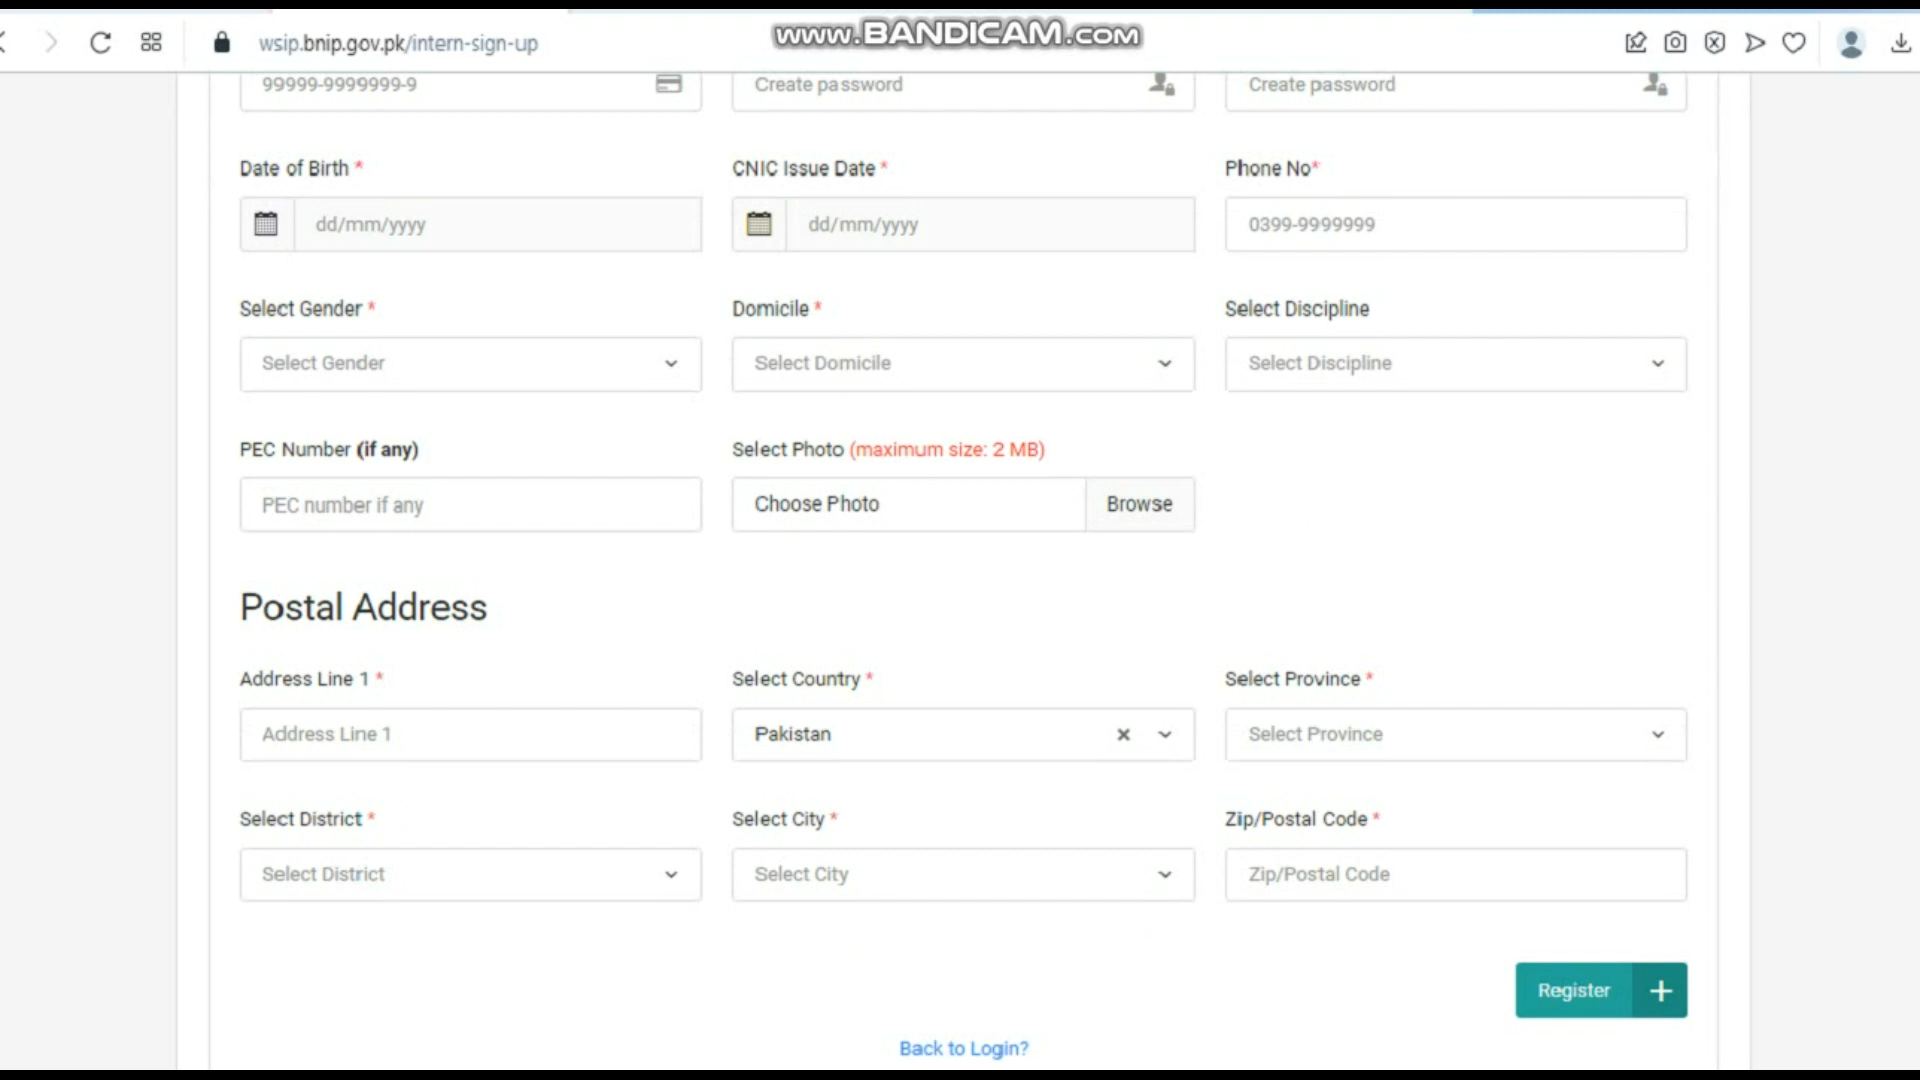 www.BANDICAM.com
wsip.bnip.gov.pk/intern-sign-up
99999-9999999-9
Create password
Create password
Date of Birth *
CNIC Issue Date *
Phone No*
dd/mm/yyyy
dd/mm/yyyy
0399-9999999
Select Gender *
Domicile *
Select Discipline
Select Gender
Select Domicile
Select Discipline
PEC Number (if any)
Select Photo (maximum size: 2 MB)
PEC number if any
Choose Photo
Browse
Postal Address
Address Line 1 *
Select Country *
Select Province *
Address Line 1
Pakistan
Select Province
Select District *
Select City *
Zip/Postal Code *
Select District
Select City
Zip/Postal Code
Register +
Back to Login?